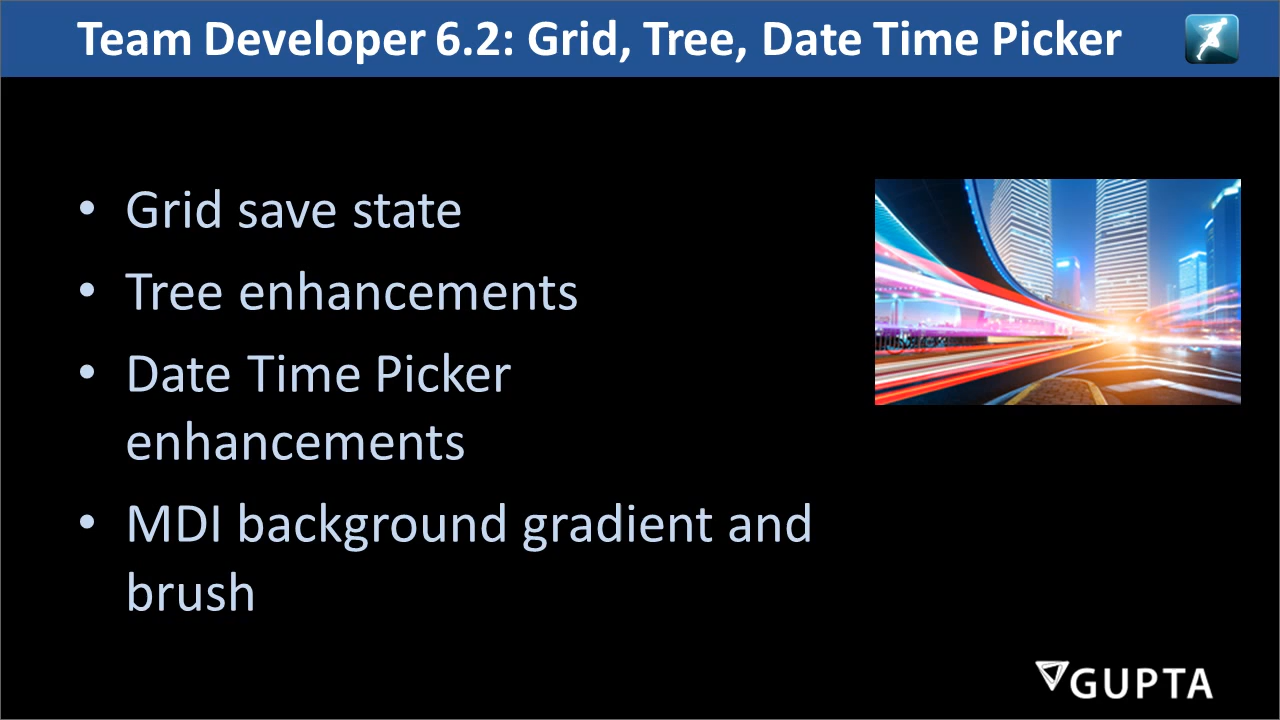 Team Developer 6.2: Grid, Tree, Date Time Picker
• Grid save state
• Tree enhancements
• Date Time Picker
enhancements
• MDI background gradient and
brush
GUPTA